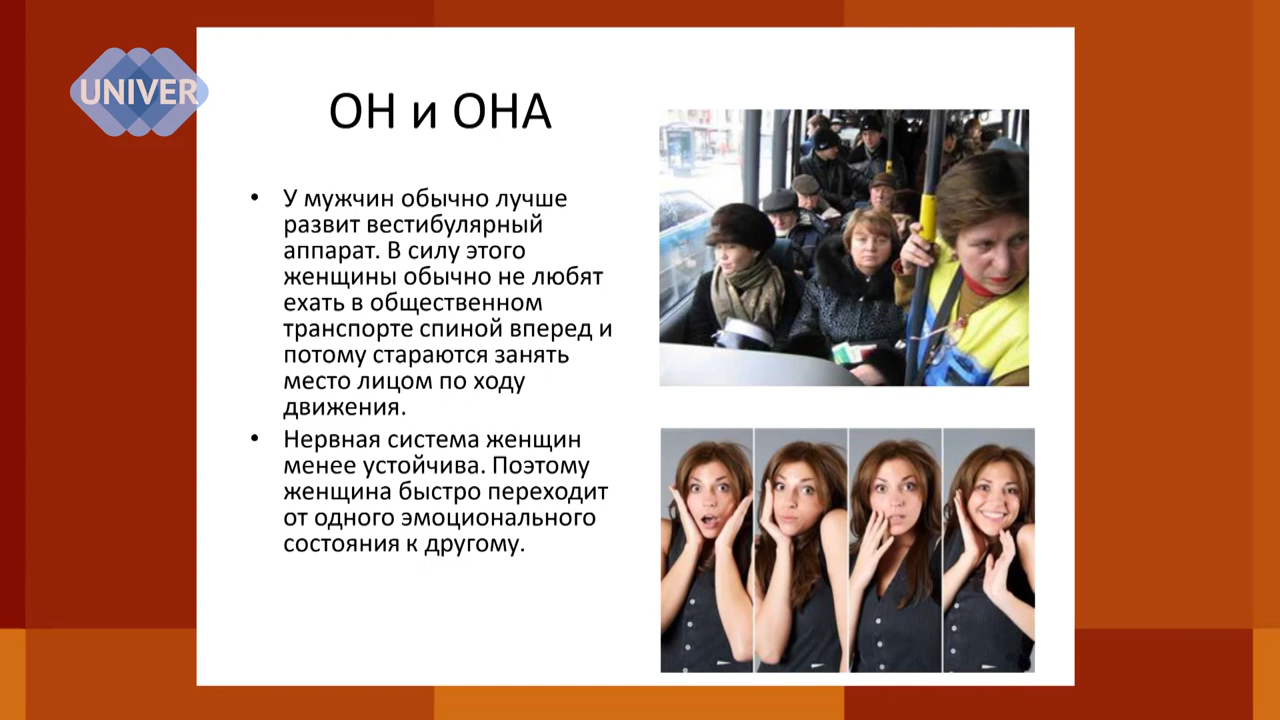 UNIVER
ОН и ОНА
• У мужчин обычно лучше
развит вестибулярный
аппарат. В силу этого
женщины обычно не любят
ехать в общественном
транспорте спиной вперед и
потому стараются занять
место лицом по ходу
движения.
• Нервная система женщин
менее устойчива. Поэтому
женщина быстро переходит
от одного эмоционального
состояния к другому.